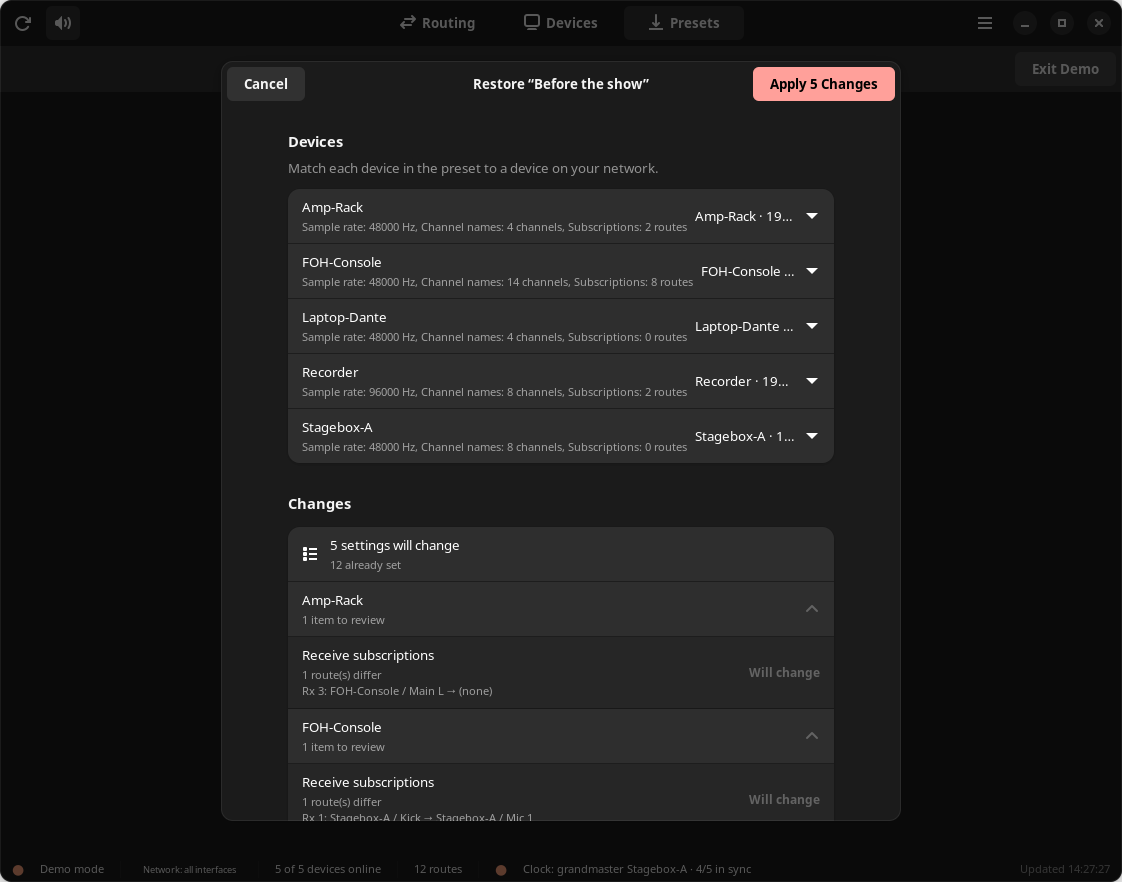 Routing
Devices
Presets
Exit Demo
Cancel
Restore “Before the show”
Apply 5 Changes
Devices
Match each device in the preset to a device on your network.
Amp-Rack
Sample rate: 48000 Hz, Channel names: 4 channels, Subscriptions: 2 routes
Amp-Rack · 19...
FOH-Console
Sample rate: 48000 Hz, Channel names: 14 channels, Subscriptions: 8 routes
FOH-Console ...
Laptop-Dante
Sample rate: 48000 Hz, Channel names: 4 channels, Subscriptions: 0 routes
Laptop-Dante ...
Recorder
Sample rate: 96000 Hz, Channel names: 8 channels, Subscriptions: 2 routes
Recorder · 19...
Stagebox-A
Sample rate: 48000 Hz, Channel names: 8 channels, Subscriptions: 0 routes
Stagebox-A · 1...
Changes
5 settings will change
12 already set
Amp-Rack
1 item to review
Receive subscriptions
1 route(s) differ
Rx 3: FOH-Console / Main L → (none)
Will change
FOH-Console
1 item to review
Receive subscriptions
1 route(s) differ
Rx 1: Stagebox-A / Kick → Stagebox-A / Mic 1
Will change
Demo mode
Network: all interfaces
5 of 5 devices online
12 routes
Clock: grandmaster Stagebox-A · 4/5 in sync
Updated 14:27:27